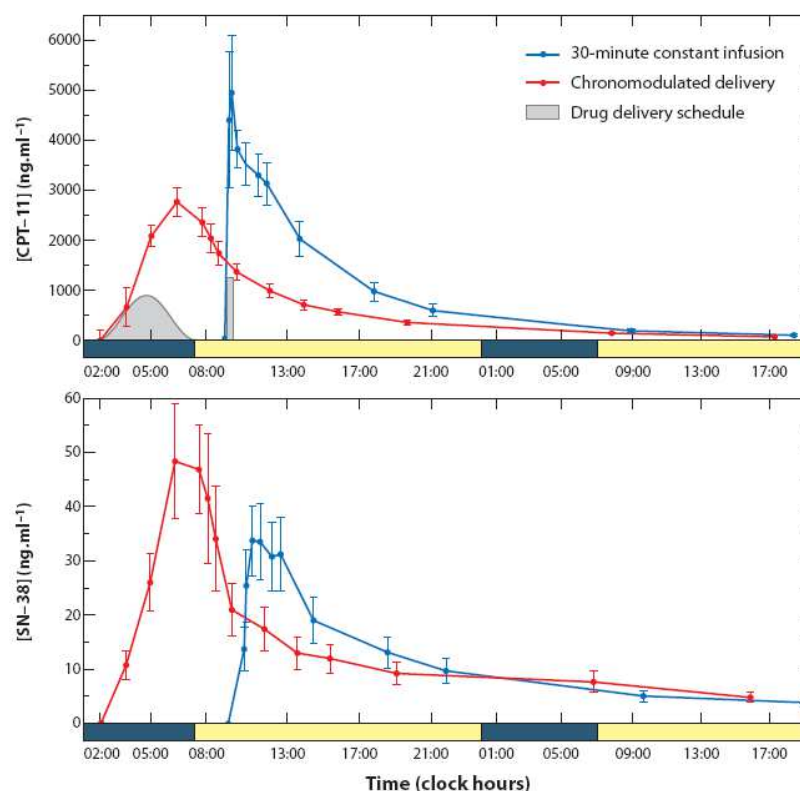 6000
5000
4000
3000
2000
1000
0
[CPT–11] (ng.ml⁻¹)
30-minute constant infusion
Chronomodulated delivery
Drug delivery schedule
02:00 05:00 08:00 13:00 17:00 21:00 01:00 05:00 09:00 13:00 17:00
60
50
40
30
20
10
0
[SN–38] (ng.ml⁻¹)
02:00 05:00 08:00 13:00 17:00 21:00 01:00 05:00 09:00 13:00 17:00
Time (clock hours)